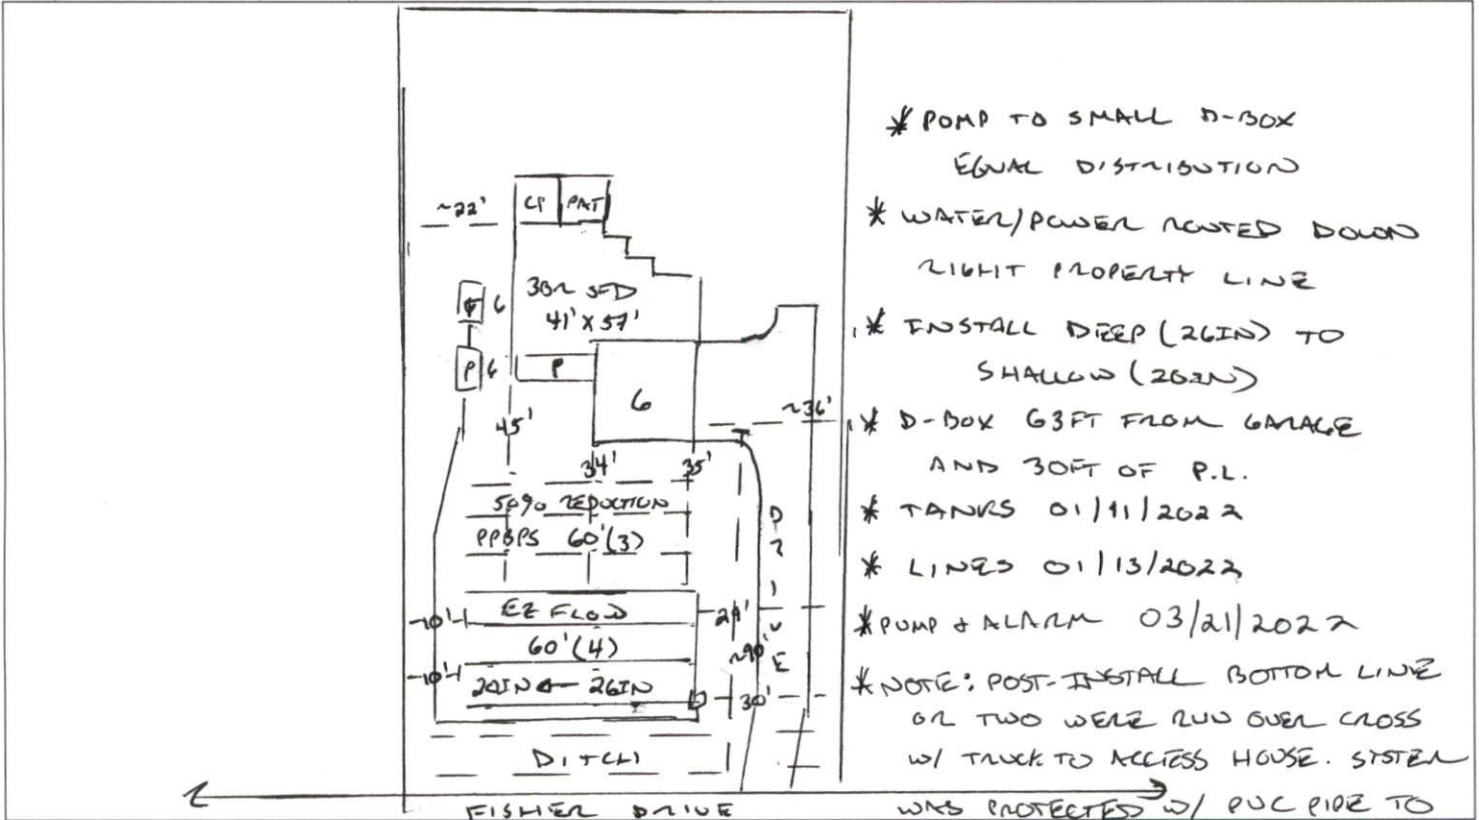 * PUMP TO SMALL D-BOX
EQUAL DISTRIBUTION
* WATER/POWER ROUTED DOWN
RIGHT PROPERTY LINE
* INSTALL DEEP (26IN) TO
SHALLOW (20IN)
* D-BOX 63FT FROM GARAGE
AND 30FT OF P.L.
* TANKS 01/11/2022
* LINES 01/13/2022
* PUMP & ALARM 03/21/2022
* NOTE: POST-INSTALL BOTTOM LINE
OR TWO WERE RUN OVER CROSS
W/ TRUCK TO ACCESS HOUSE. SYSTEM
WAS PROTECTED W/ PVC PIPE TO
~22'
CP PAT
3BR SFD
41' X 57'
6
P 6
P
G
45'
~36'
34'
35'
50% REDUCTION
PPBPS 60'(3)
DRIVE
EZ FLOW
60'(4)
20IN ← 26IN
10'
29'
~90'
10'
30'
DITCH
FISHER DRIVE